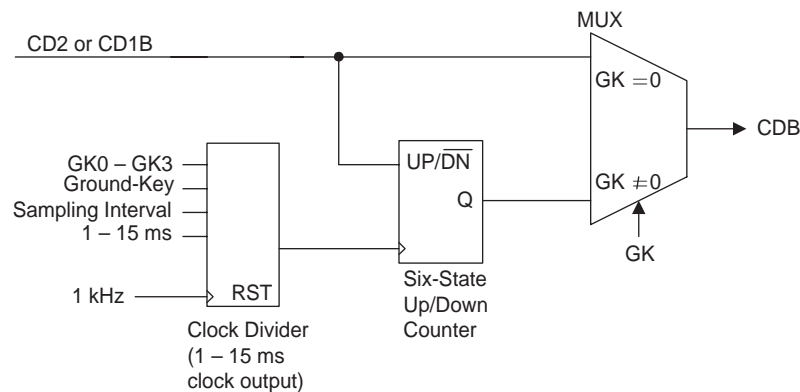 MUX
CD2 or CD1B
GK = 0
CDB
GK0 – GK3
Ground-Key
Sampling Interval
1 – 15 ms
UP/DN
Q
GK ≠ 0
GK
1 kHz
RST
Six-State
Up/Down
Counter
Clock Divider
(1 – 15 ms
clock output)